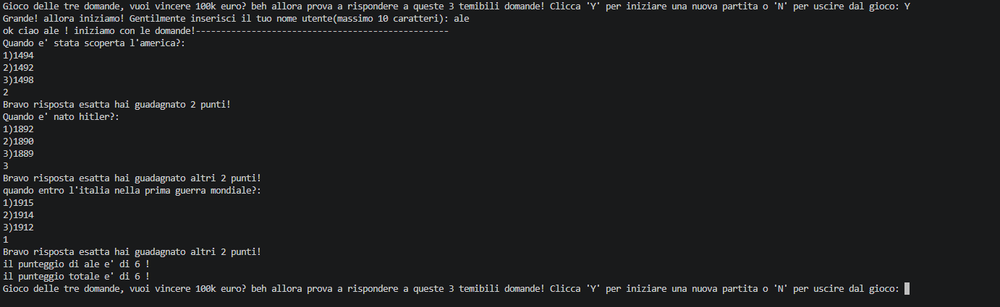 Gioco delle tre domande, vuoi vincere 100k euro? beh allora prova a rispondere a queste 3 temibili domande! Clicca 'Y' per iniziare una nuova partita o 'N' per uscire dal gioco: Y
Grande! allora iniziamo! Gentilmente inserisci il tuo nome utente(massimo 10 caratteri): ale
ok ciao ale ! iniziamo con le domande!--------------------------------------------------
Quando e' stata scoperta l'america?:
1)1494
2)1492
3)1498
2
Bravo risposta esatta hai guadagnato 2 punti!
Quando e' nato hitler?:
1)1892
2)1890
3)1889
3
Bravo risposta esatta hai guadagnato altri 2 punti!
quando entro l'italia nella prima guerra mondiale?:
1)1915
2)1914
3)1912
1
Bravo risposta esatta hai guadagnato altri 2 punti!
il punteggio di ale e' di 6 !
il punteggio totale e' di 6 !
Gioco delle tre domande, vuoi vincere 100k euro? beh allora prova a rispondere a queste 3 temibili domande! Clicca 'Y' per iniziare una nuova partita o 'N' per uscire dal gioco: